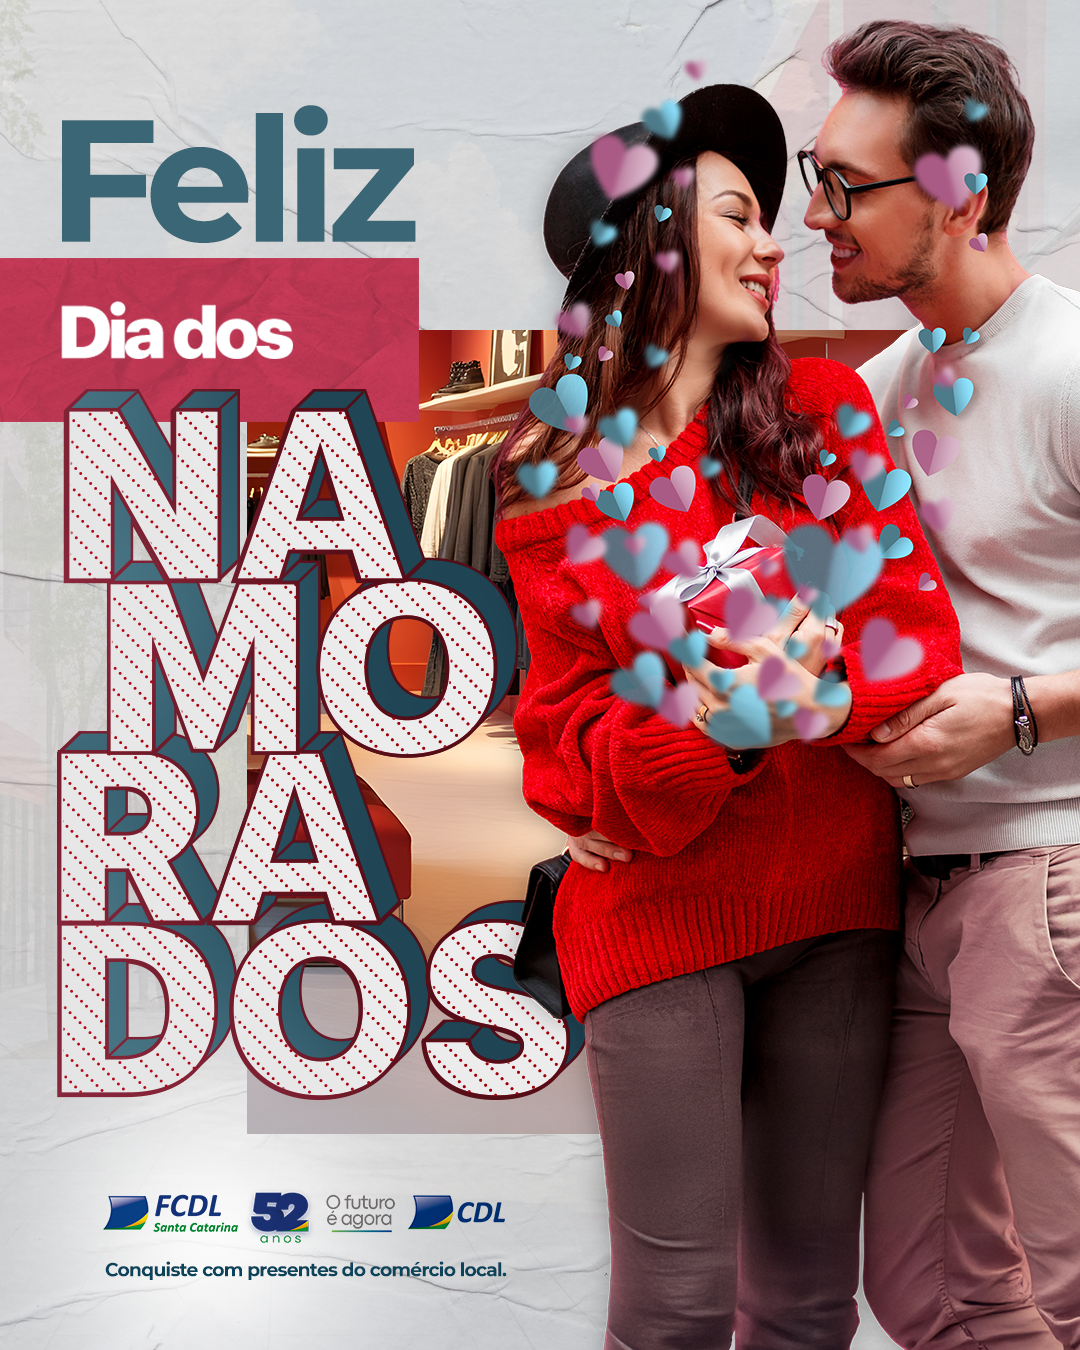 Feliz
Dia dos
NA
MO
RA
DOS
FCDL
Santa Catarina
52
anos
O futuro
é agora
CDL
Conquiste com presentes do comércio local.